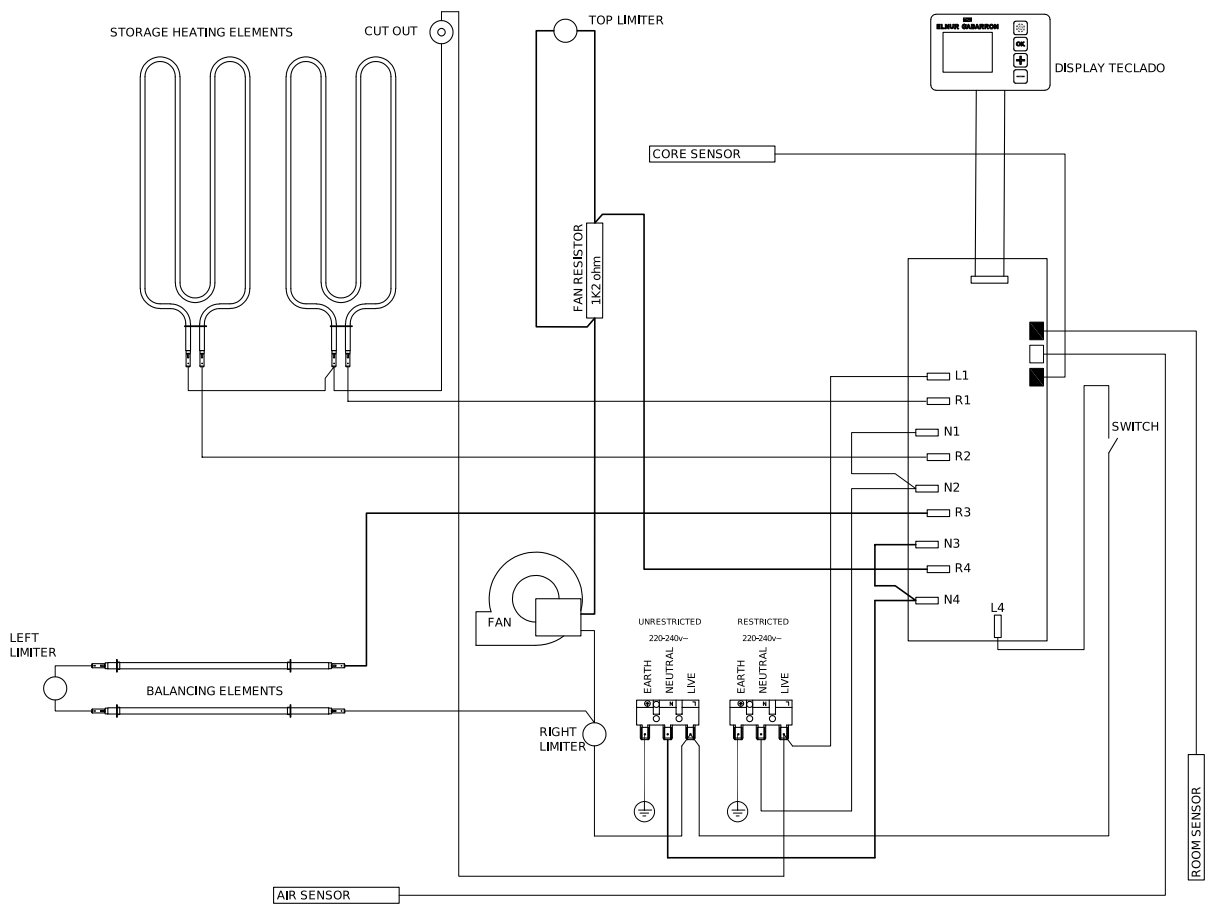 STORAGE HEATING ELEMENTS
CUT OUT
TOP LIMITER
ELNUR GABARRON
OK
DISPLAY TECLADO
CORE SENSOR
FAN RESISTOR
1K2 ohm
L1
R1
N1
R2
N2
R3
N3
R4
N4
L4
SWITCH
FAN
UNRESTRICTED
220-240v~
EARTH
NEUTRAL
LIVE
N
RESTRICTED
220-240v~
EARTH
NEUTRAL
LIVE
N
LEFT
LIMITER
BALANCING ELEMENTS
RIGHT
LIMITER
ROOM SENSOR
AIR SENSOR